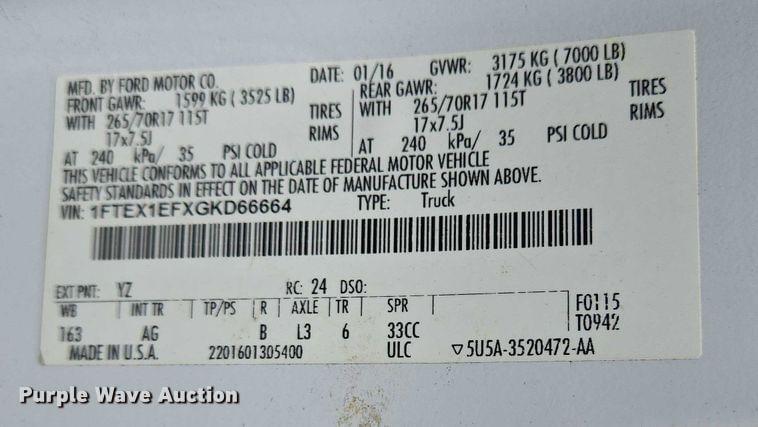 MFD. BY FORD MOTOR CO. DATE: 01/16 GVWR: 3175 KG ( 7000 LB)
FRONT GAWR: 1599 KG ( 3525 LB) REAR GAWR: 1724 KG ( 3800 LB)
WITH 265/70R17 115T TIRES WITH 265/70R17 115T TIRES
17x7.5J RIMS 17x7.5J RIMS
AT 240 kPa/ 35 PSI COLD AT 240 kPa/ 35 PSI COLD
THIS VEHICLE CONFORMS TO ALL APPLICABLE FEDERAL MOTOR VEHICLE
SAFETY STANDARDS IN EFFECT ON THE DATE OF MANUFACTURE SHOWN ABOVE.
VIN: 1FTEX1EFXGKD66664 TYPE: Truck
EXT PNT: YZ RC: 24 DSO:
WB INT TR TP/PS R AXLE TR SPR F0115
163 AG B L3 6 33CC T0942
MADE IN U.S.A. 2201601305400 ULC ▽5U5A-3520472-AA
Purple Wave Auction